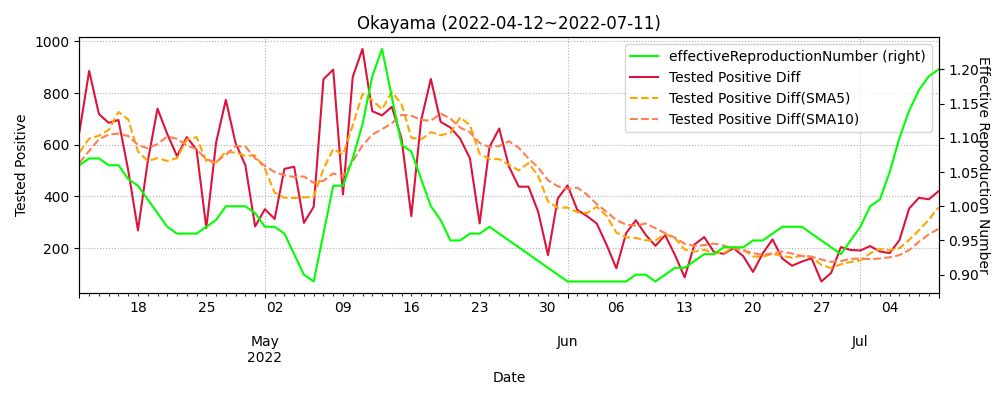 Okayama (2022-04-12~2022-07-11)
effectiveReproductionNumber (right)
Tested Positive Diff
Tested Positive Diff(SMA5)
Tested Positive Diff(SMA10)
Tested Positive
1000
800
600
400
200
Effective Reproduction Number
1.20
1.15
1.10
1.05
1.00
0.95
0.90
18 25 02 09 16 23 30 06 13 20 27 04
May Jun Jul
2022
Date